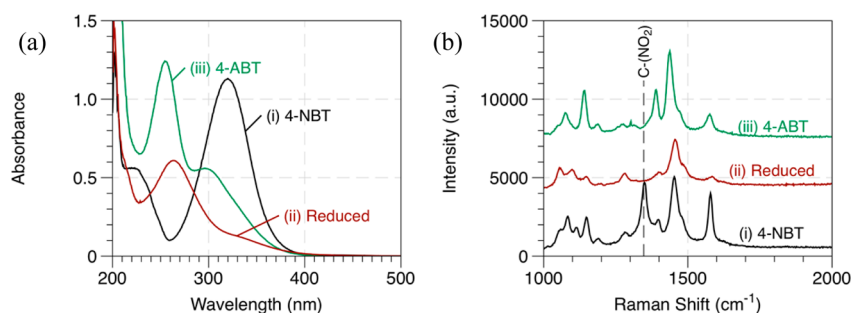 (a)
Absorbance
1.5
1.0
0.5
0
200
300
400
500
Wavelength (nm)
(iii) 4-ABT
(i) 4-NBT
(ii) Reduced
(b)
Intensity (a.u.)
15000
10000
5000
0
1000
1500
2000
Raman Shift (cm-1)
C-(NO2)
(iii) 4-ABT
(ii) Reduced
(i) 4-NBT